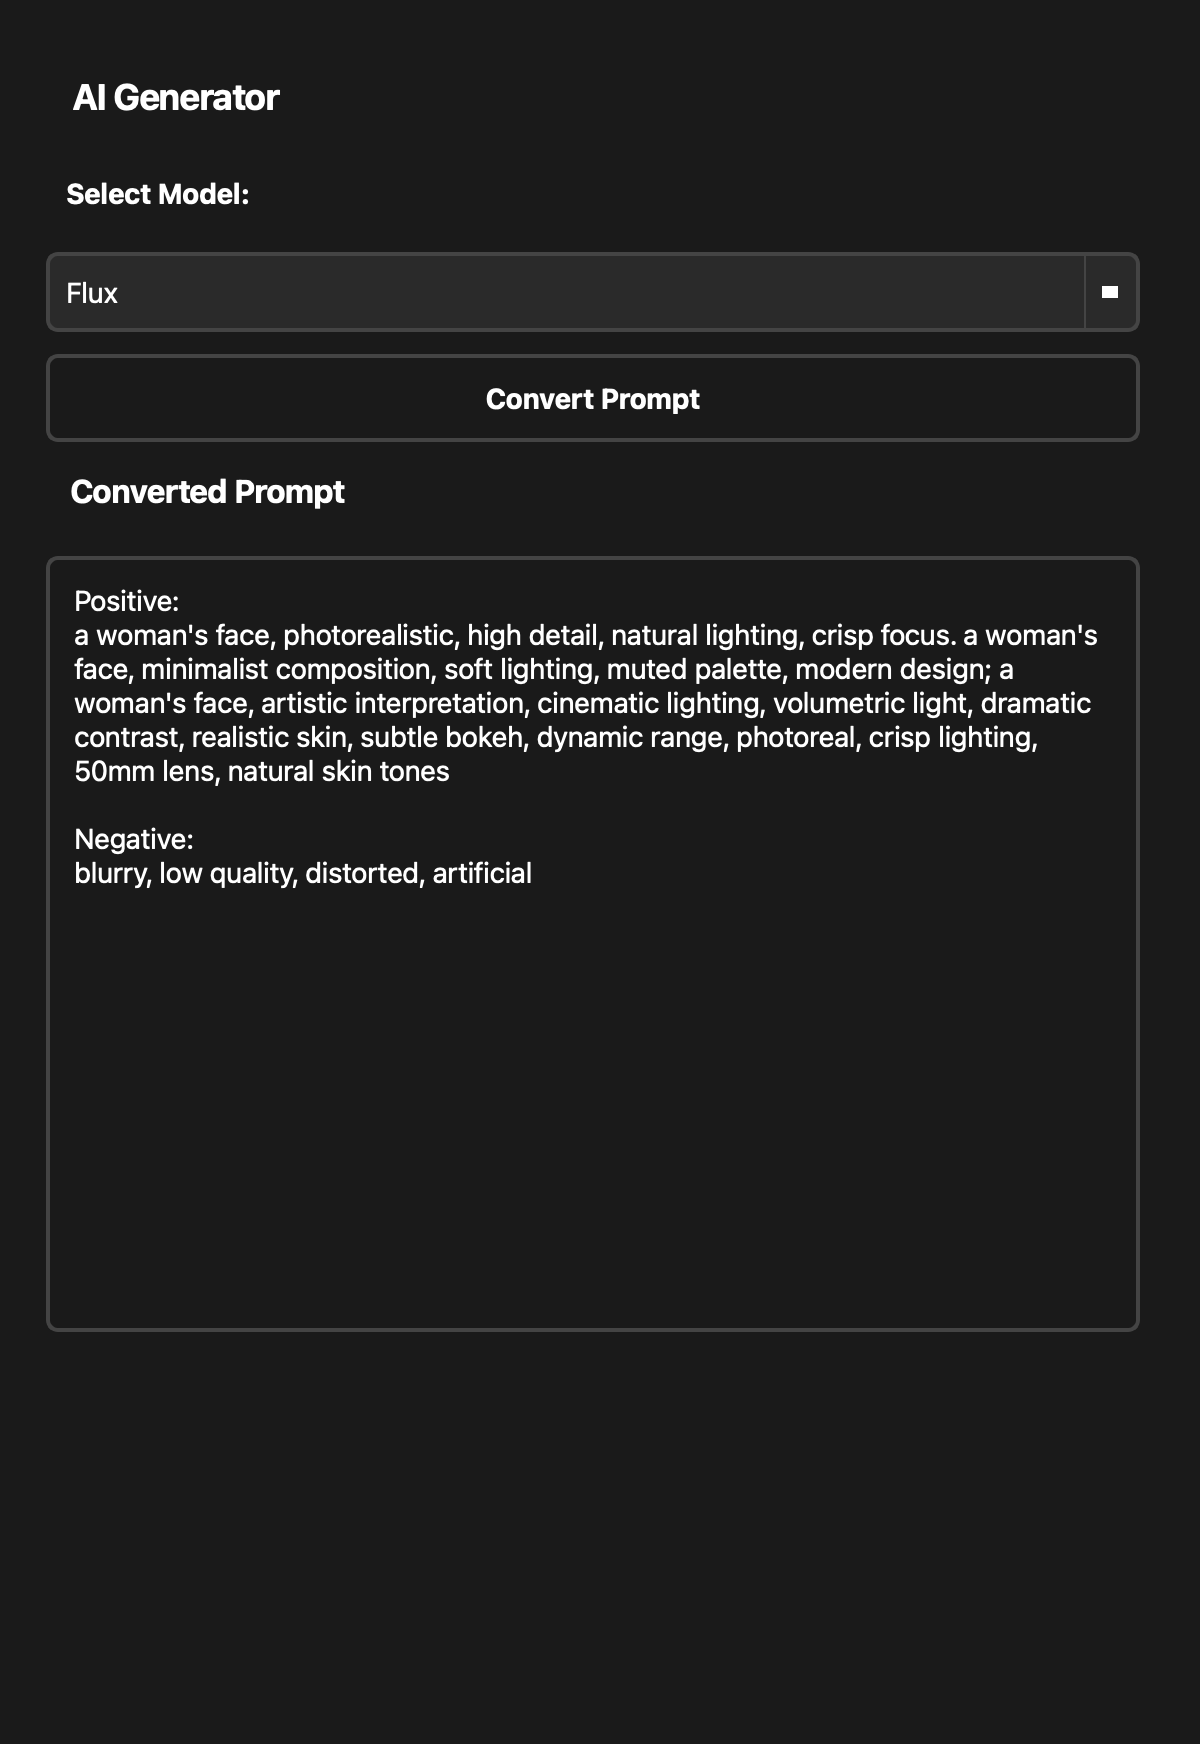 AI Generator
Select Model:
Flux
Convert Prompt
Converted Prompt
Positive:
a woman's face, photorealistic, high detail, natural lighting, crisp focus. a woman's
face, minimalist composition, soft lighting, muted palette, modern design; a
woman's face, artistic interpretation, cinematic lighting, volumetric light, dramatic
contrast, realistic skin, subtle bokeh, dynamic range, photoreal, crisp lighting,
50mm lens, natural skin tones
Negative:
blurry, low quality, distorted, artificial